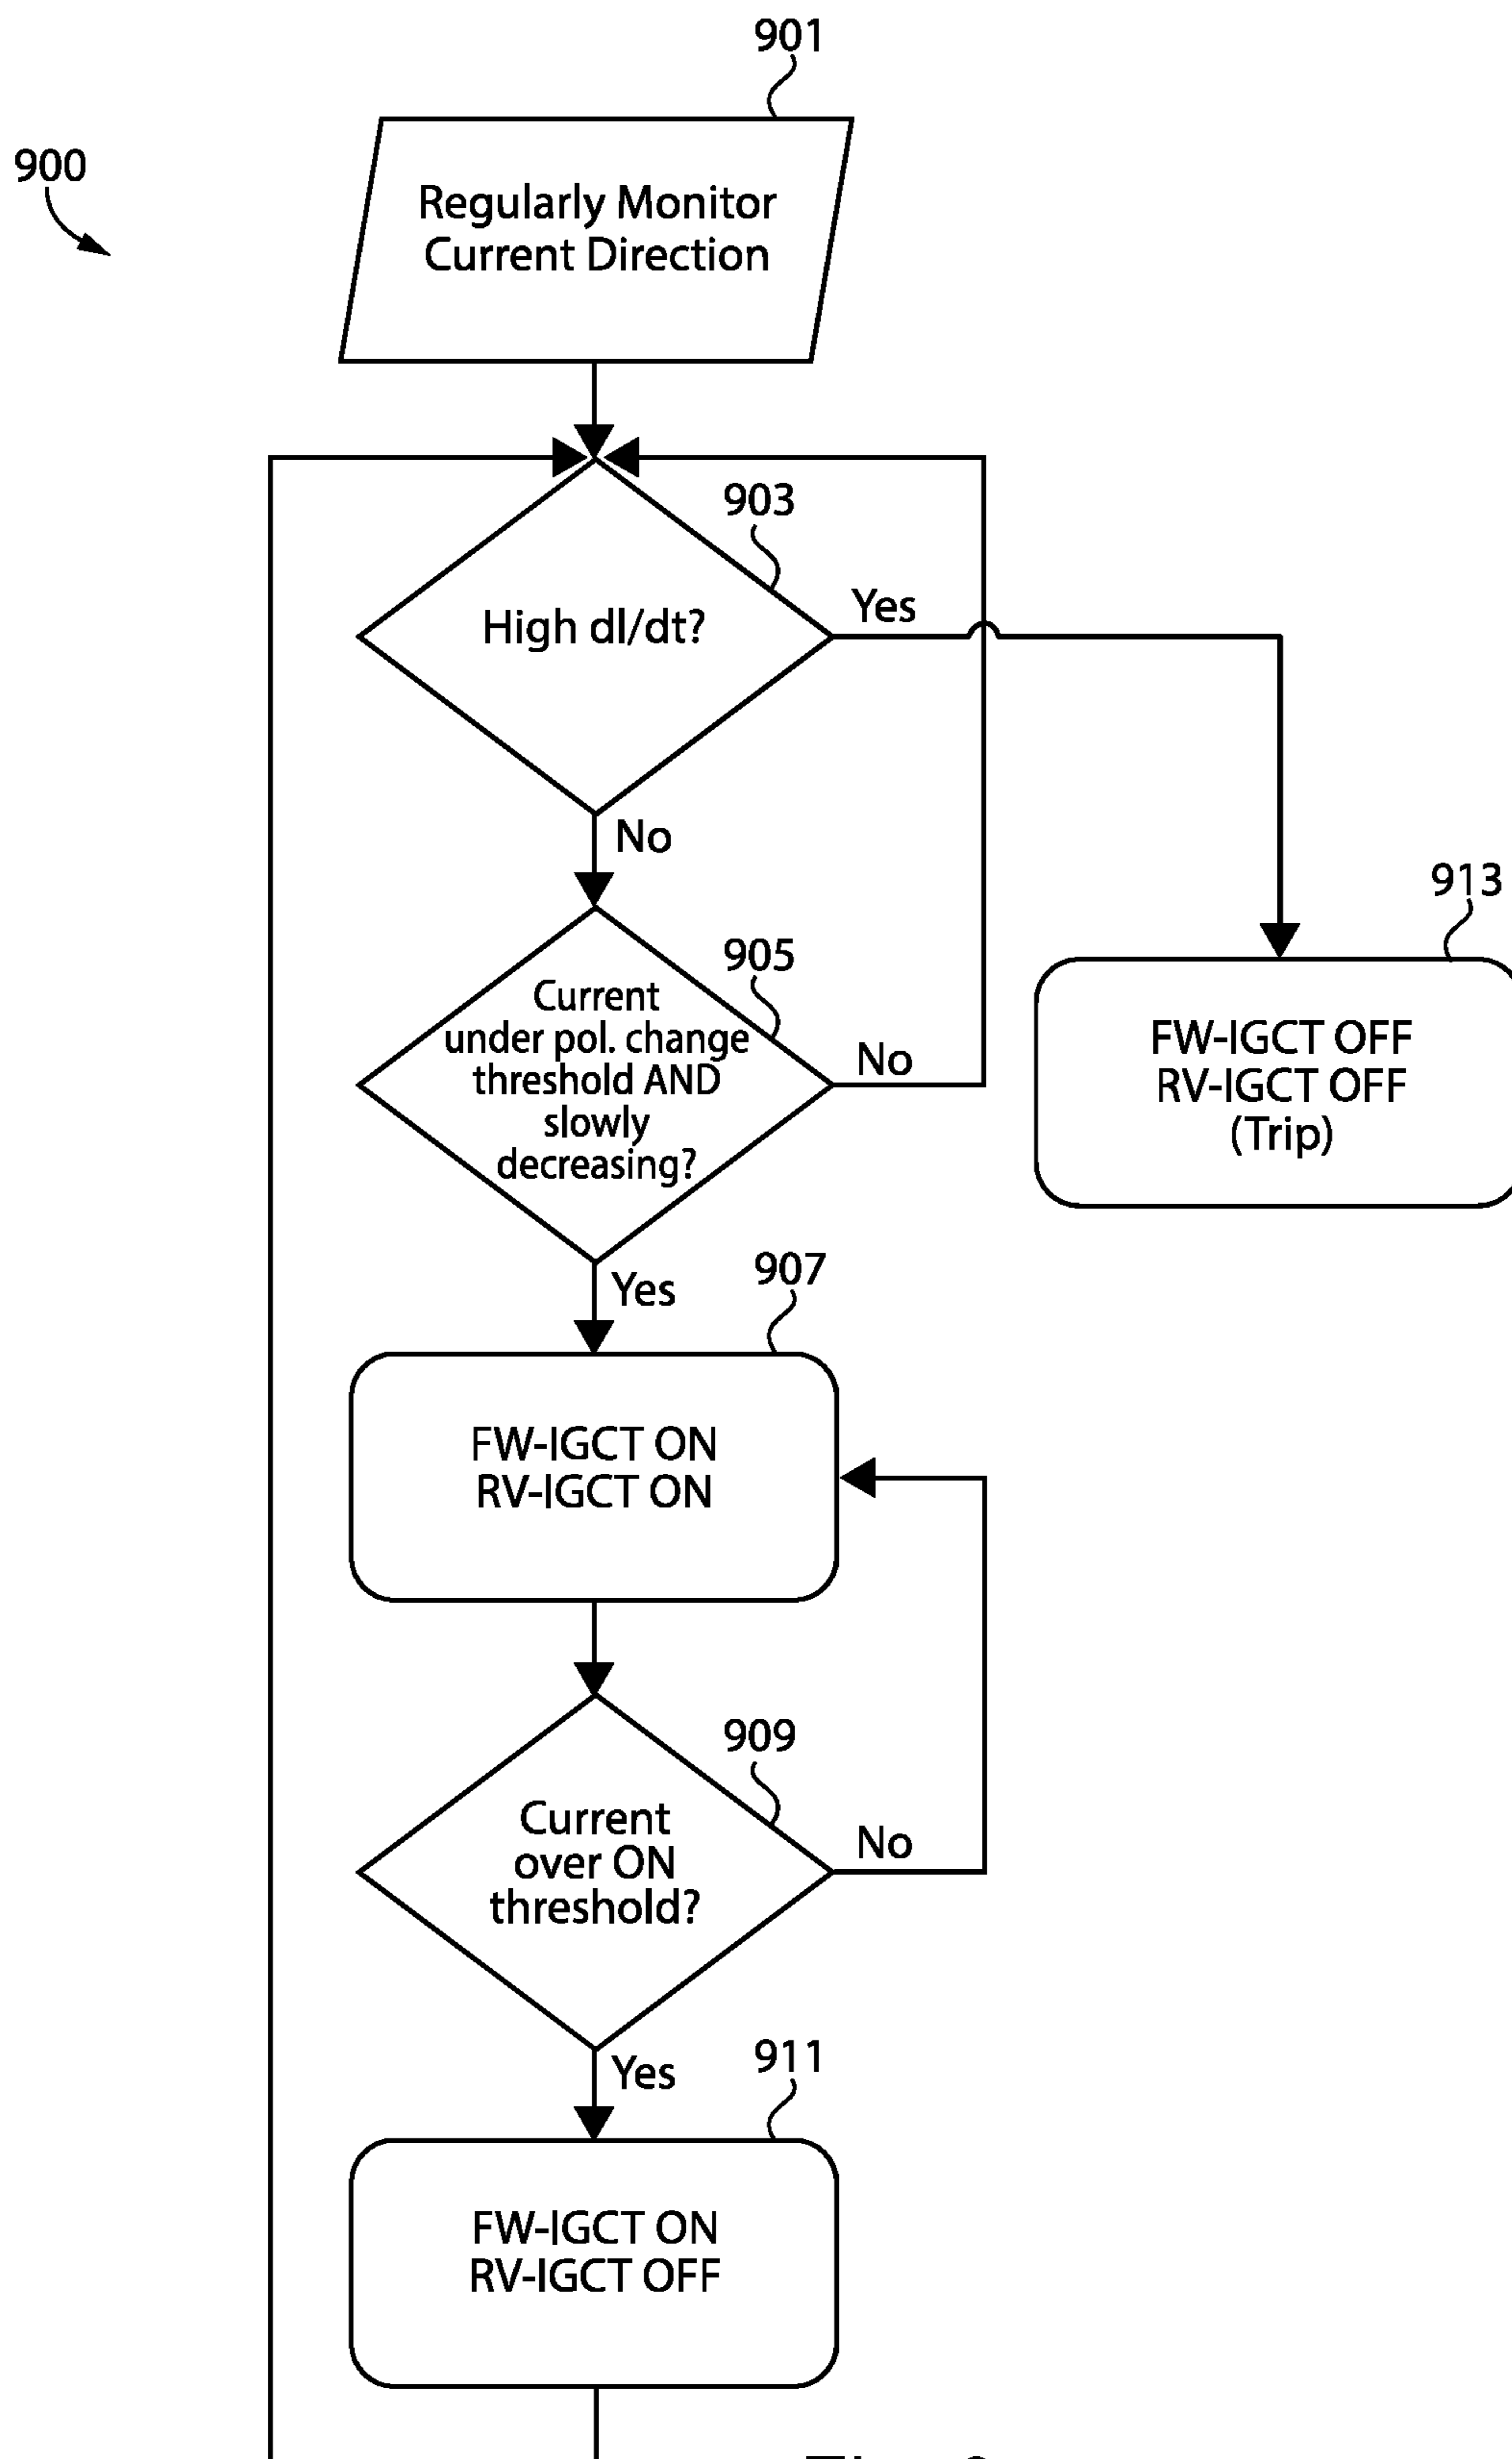 901
900
Regularly Monitor
Current Direction
903
Yes
High dI/dt?
No
913
905
Current
under pol. change
threshold AND
slowly
decreasing?
No
FW-IGCT OFF
RV-IGCT OFF
(Trip)
Yes
907
FW-IGCT ON
RV-IGCT ON
909
Current
over ON
threshold?
No
Yes
911
FW-IGCT ON
RV-IGCT OFF